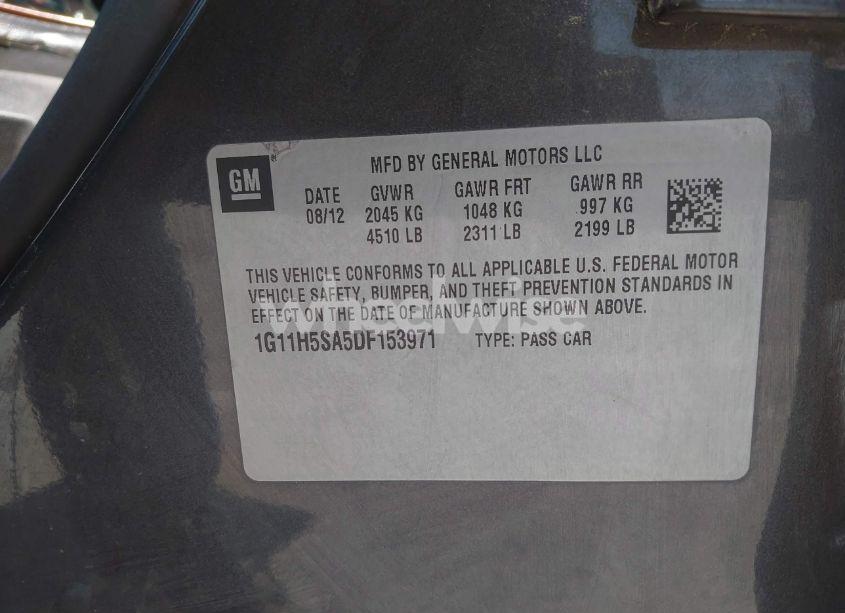 MFD BY GENERAL MOTORS LLC
GM
DATE GVWR GAWR FRT GAWR RR
08/12 2045 KG 1048 KG 997 KG
4510 LB 2311 LB 2199 LB
THIS VEHICLE CONFORMS TO ALL APPLICABLE U.S. FEDERAL MOTOR
VEHICLE SAFETY, BUMPER, AND THEFT PREVENTION STANDARDS IN
EFFECT ON THE DATE OF MANUFACTURE SHOWN ABOVE.
wheelwise
1G11H5SA5DF153971 TYPE: PASS CAR